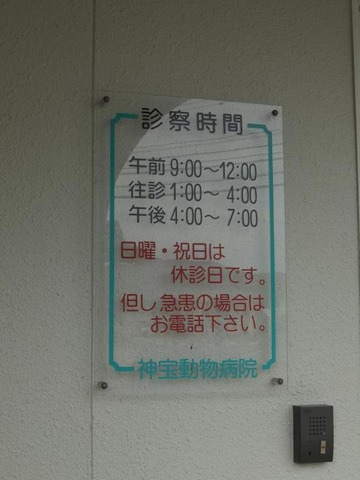 診察時間
午前 9:00〜12:00
往診 1:00〜 4:00
午後 4:00〜 7:00
日曜・祝日は
休診日です。
但し急患の場合は
お電話下さい。
神宝動物病院